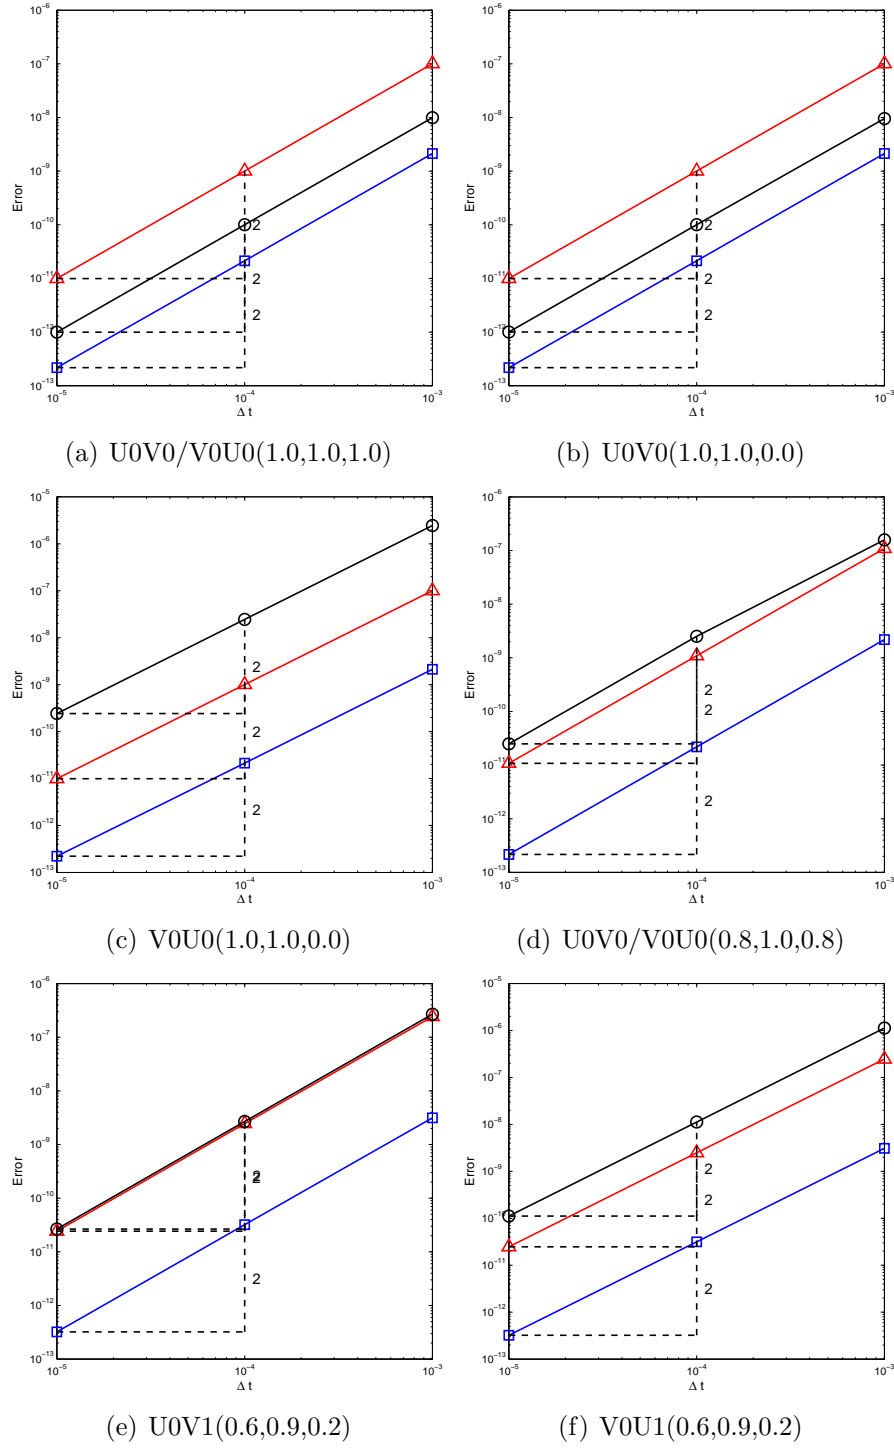 10⁻⁶ 10⁻⁶
10⁻⁷ 10⁻⁷
10⁻⁸ 10⁻⁸
Error Error
10⁻⁹ 10⁻⁹
10⁻¹⁰ 2 10⁻¹⁰ 2
10⁻¹¹ 2 10⁻¹¹ 2
2 2
10⁻¹² 10⁻¹²
10⁻¹³ 10⁻¹³
10⁻⁵ 10⁻⁴ 10⁻³ 10⁻⁵ 10⁻⁴ 10⁻³
Δ t Δ t
(a) U0V0/V0U0(1.0,1.0,1.0) (b) U0V0(1.0,1.0,0.0)
10⁻⁵ 10⁻⁶
10⁻⁶ 10⁻⁷
10⁻⁷ 10⁻⁸
10⁻⁸ 10⁻⁹
Error Error
2 2
10⁻⁹ 2
10⁻¹⁰ 2 10⁻¹⁰
10⁻¹¹ 10⁻¹¹
2 2
10⁻¹² 10⁻¹²
10⁻¹³ 10⁻¹³
10⁻⁵ 10⁻⁴ 10⁻³ 10⁻⁵ 10⁻⁴ 10⁻³
Δ t Δ t
(c) V0U0(1.0,1.0,0.0) (d) U0V0/V0U0(0.8,1.0,0.8)
10⁻⁶ 10⁻⁵
10⁻⁷ 10⁻⁶
10⁻⁸ 10⁻⁷
10⁻⁹ 10⁻⁸
Error Error
2 10⁻⁹ 2
2 2
10⁻¹⁰ 10⁻¹⁰
10⁻¹¹ 10⁻¹¹
2 2
10⁻¹² 10⁻¹²
10⁻¹³ 10⁻¹³
10⁻⁵ 10⁻⁴ 10⁻³ 10⁻⁵ 10⁻⁴ 10⁻³
Δ t Δ t
(e) U0V1(0.6,0.9,0.2) (f) V0U1(0.6,0.9,0.2)